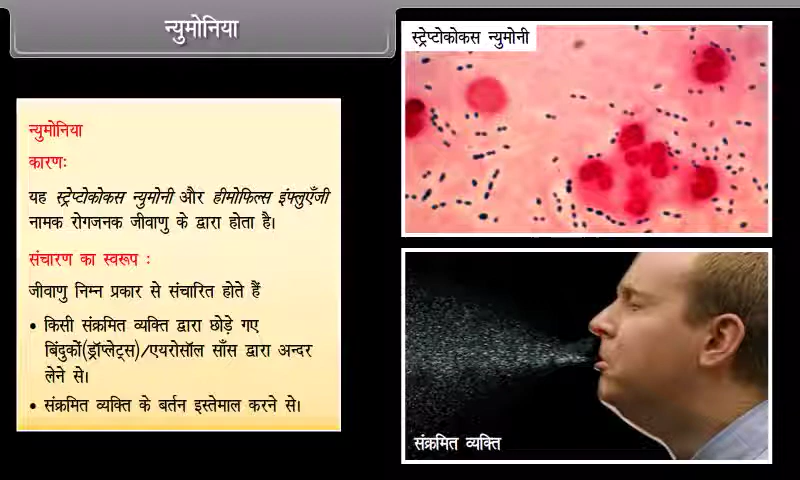 न्युमोनिया
न्युमोनिया
कारणः
यह स्ट्रेप्टोकोकस न्युमोनी और हीमोफिल्स इंफ्लुएँजी
नामक रोगजनक जीवाणु के द्वारा होता है।
संचारण का स्वरूप :
जीवाणु निम्न प्रकार से संचारित होते हैं
• किसी संक्रमित व्यक्ति द्वारा छोड़े गए
बिंदुकों(ड्रॉप्लेट्स)/एयरोसॉल साँस द्वारा अन्दर
लेने से।
• संक्रमित व्यक्ति के बर्तन इस्तेमाल करने से।
स्ट्रेप्टोकोकस न्युमोनी
संक्रमित व्यक्ति